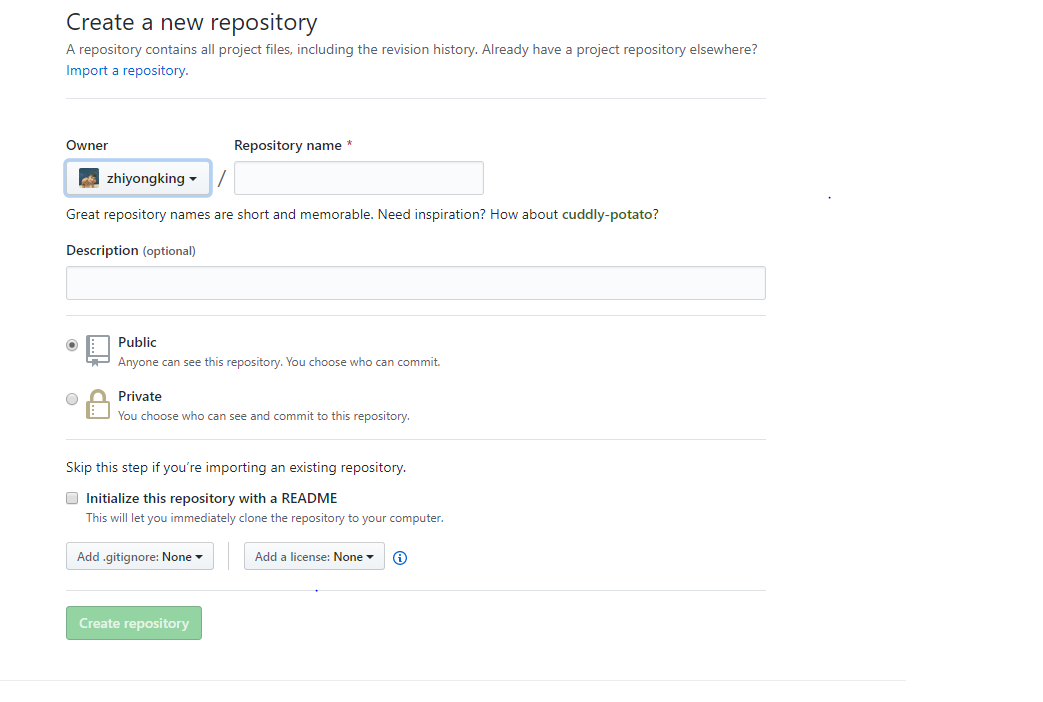 Create a new repository
A repository contains all project files, including the revision history. Already have a project repository elsewhere?
Import a repository.
Owner
Repository name *
zhiyongking
/
Great repository names are short and memorable. Need inspiration? How about cuddly-potato?
Description (optional)
Public
Anyone can see this repository. You choose who can commit.
Private
You choose who can see and commit to this repository.
Skip this step if you’re importing an existing repository.
Initialize this repository with a README
This will let you immediately clone the repository to your computer.
Add .gitignore: None
Add a license: None
Create repository